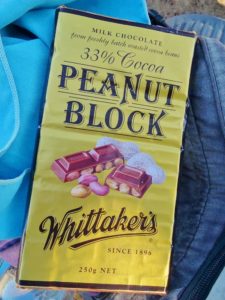 MILK CHOCOLATE
from freshly batch roasted cocoa beans
33% Cocoa
PEANUT
BLOCK
Whittaker's
SINCE 1896
250g NET